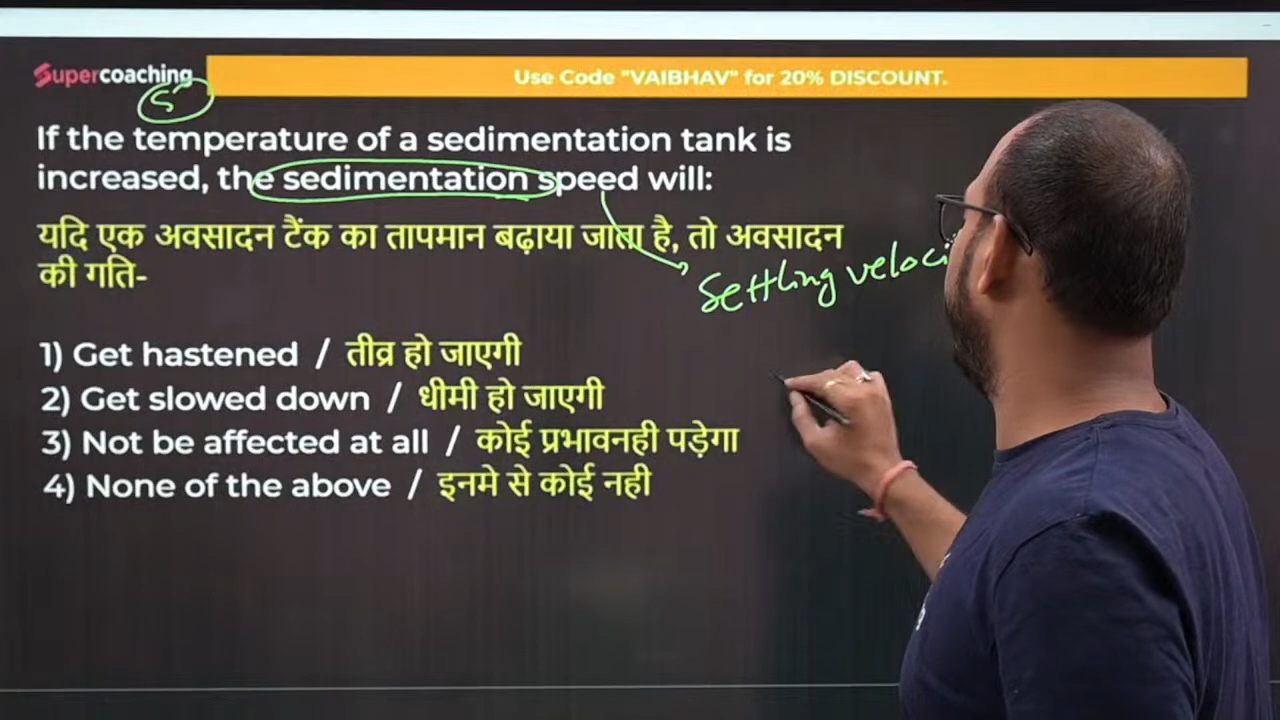 Supercoaching
Use Code "VAIBHAV" for 20% DISCOUNT.
If the temperature of a sedimentation tank is
increased, the sedimentation speed will:
यदि एक अवसादन टैंक का तापमान बढ़ाया जाता है, तो अवसादन
की गति-
Settling veloci
1) Get hastened / तीव्र हो जाएगी
2) Get slowed down / धीमी हो जाएगी
3) Not be affected at all / कोई प्रभावनही पड़ेगा
4) None of the above / इनमे से कोई नही